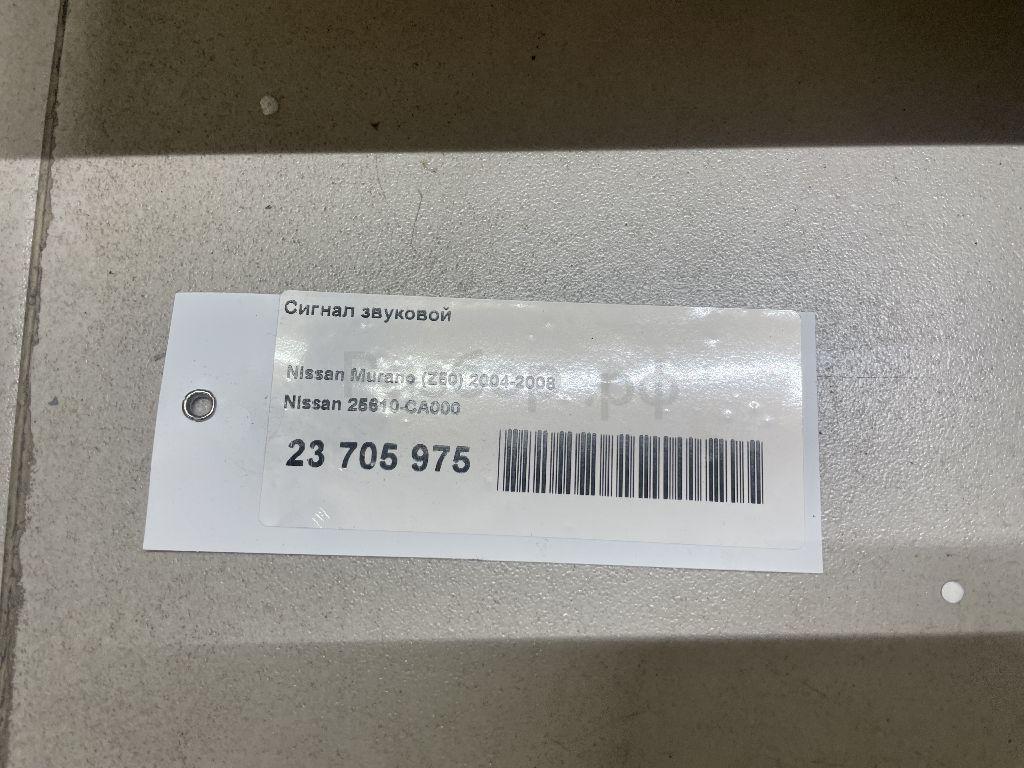 Сигнал звуковой
Nissan Murano (Z50) 2004-2008
Nissan 25610-CA000
23 705 975